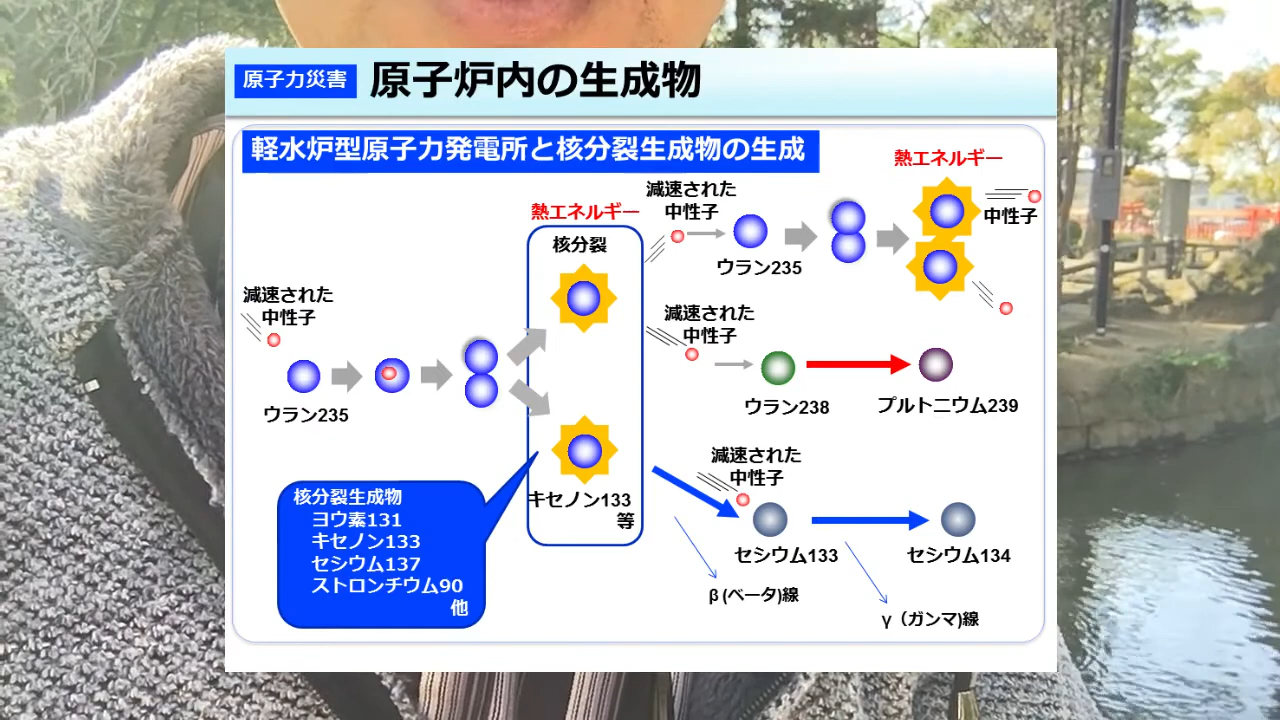 原子力災害
原子炉内の生成物
軽水炉型原子力発電所と核分裂生成物の生成
熱エネルギー
減速された
中性子
ウラン235
中性子
熱エネルギー
核分裂
減速された
中性子
ウラン235
減速された
中性子
ウラン238
プルトニウム239
キセノン133
等
減速された
中性子
セシウム133
セシウム134
β(ベータ)線
γ（ガンマ)線
核分裂生成物
ヨウ素131
キセノン133
セシウム137
ストロンチウム90
他